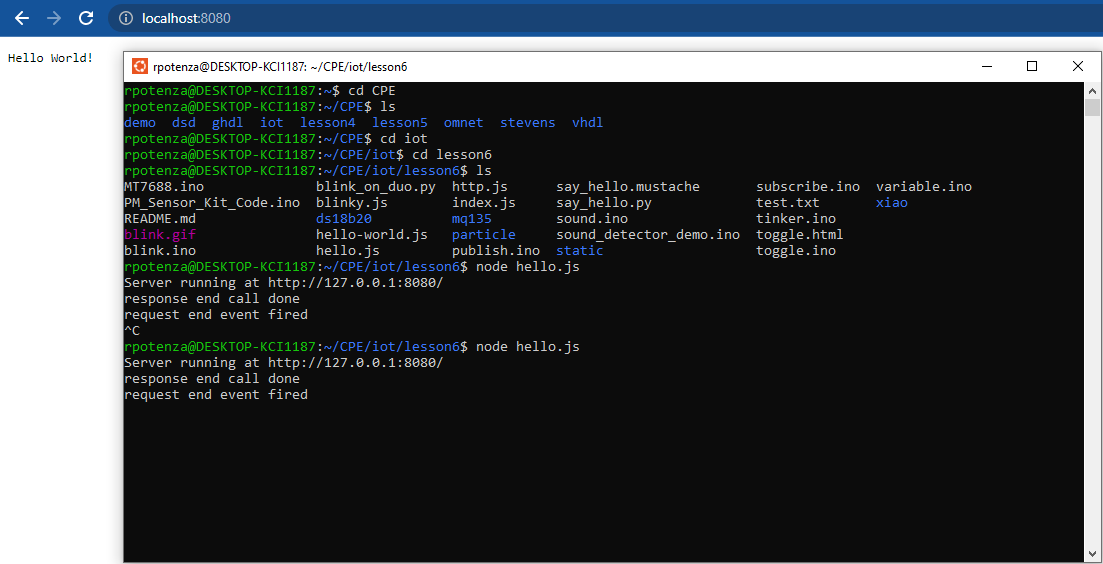 localhost:8080
Hello World!
rpotenza@DESKTOP-KCI1187: ~/CPE/iot/lesson6
rpotenza@DESKTOP-KCI1187:~$ cd CPE
rpotenza@DESKTOP-KCI1187:~/CPE$ ls
demo  dsd  ghdl  iot  lesson4  lesson5  omnet  stevens  vhdl
rpotenza@DESKTOP-KCI1187:~/CPE$ cd iot
rpotenza@DESKTOP-KCI1187:~/CPE/iot$ cd lesson6
rpotenza@DESKTOP-KCI1187:~/CPE/iot/lesson6$ ls
MT7688.ino              blink_on_duo.py  http.js      say_hello.mustache       subscribe.ino  variable.ino
PM_Sensor_Kit_Code.ino  blinky.js        index.js     say_hello.py             test.txt       xiao
README.md               ds18b20          mq135        sound.ino                tinker.ino
blink.gif               hello-world.js   particle     sound_detector_demo.ino  toggle.html
blink.ino               hello.js         publish.ino  static                   toggle.ino
rpotenza@DESKTOP-KCI1187:~/CPE/iot/lesson6$ node hello.js
Server running at http://127.0.0.1:8080/
response end call done
request end event fired
^C
rpotenza@DESKTOP-KCI1187:~/CPE/iot/lesson6$ node hello.js
Server running at http://127.0.0.1:8080/
response end call done
request end event fired